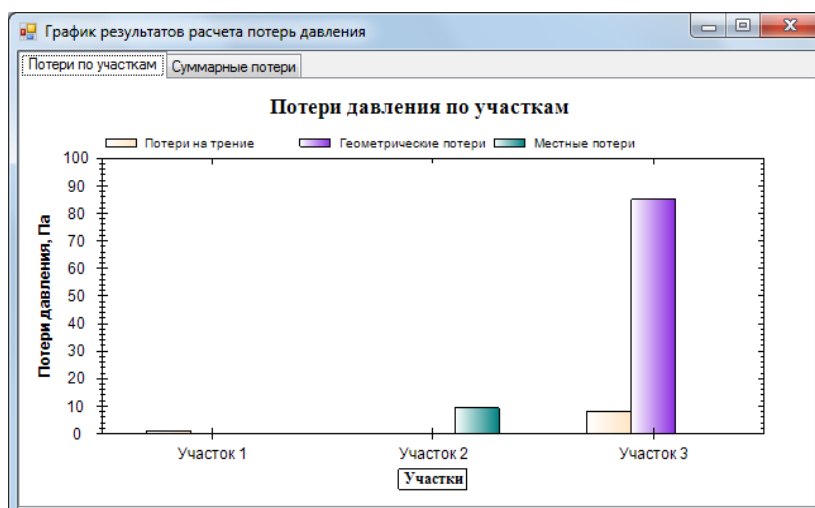 График результатов расчета потерь давления
Потери по участкам Суммарные потери
Потери давления по участкам
Потери на трение Геометрические потери Местные потери
Потери давления, Па
100
90
80
70
60
50
40
30
20
10
0
Участок 1 Участок 2 Участок 3
Участки